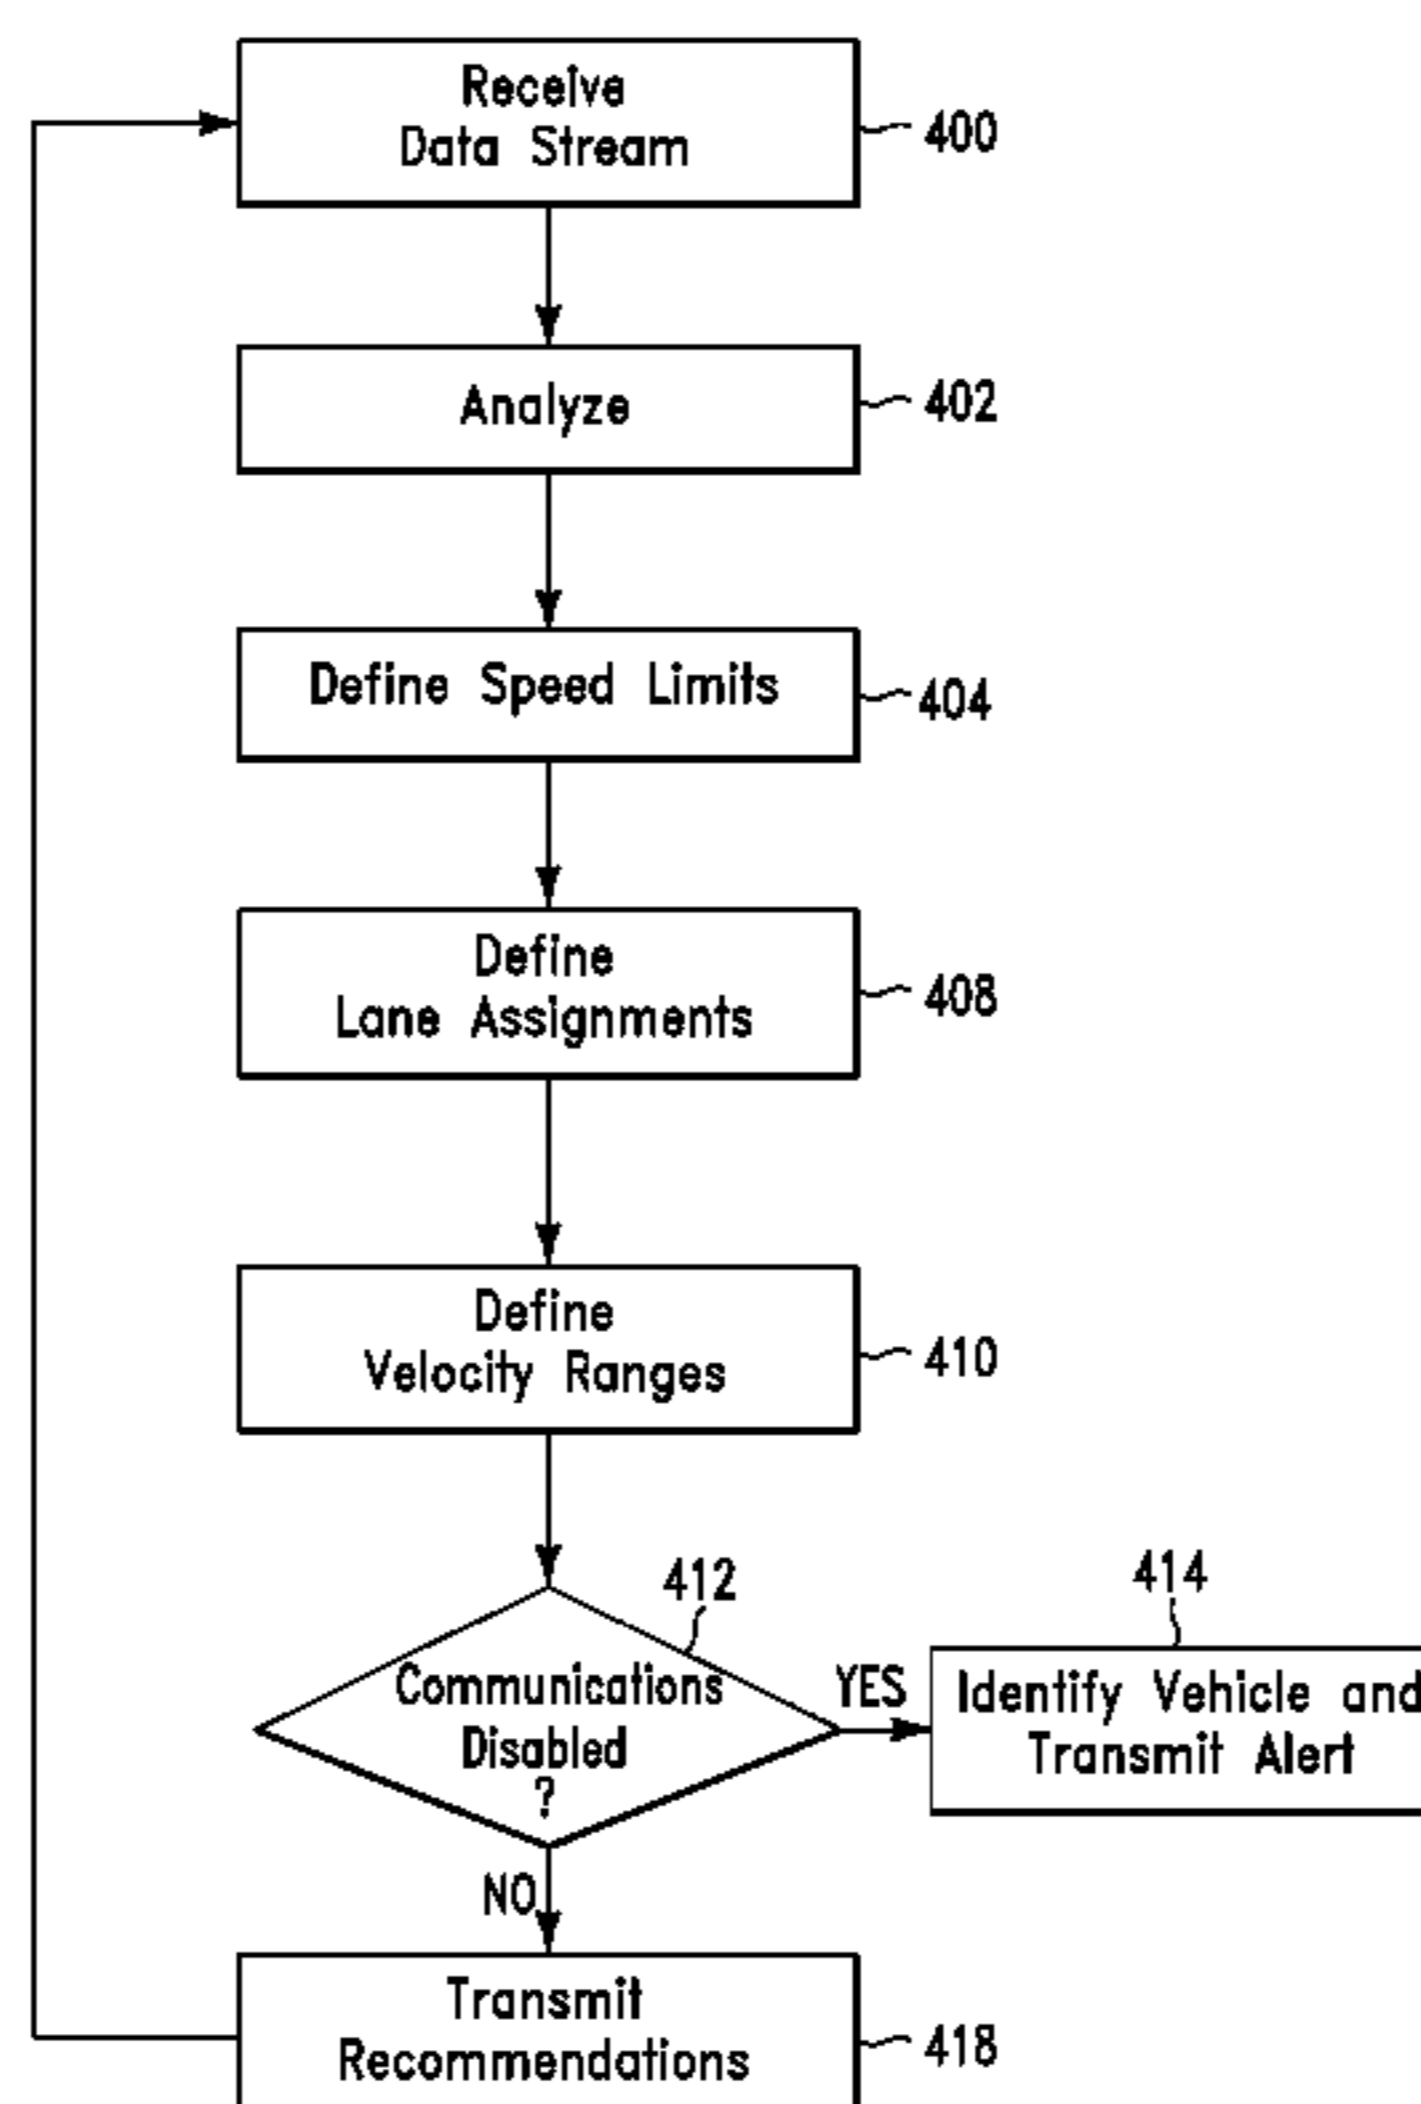 Receive
Data Stream
400
Analyze
402
Define Speed Limits
404
Define
Lane Assignments
408
Define
Velocity Ranges
410
412
Communications
Disabled
?
YES
414
Identify Vehicle and
Transmit Alert
NO
Transmit
Recommendations
418